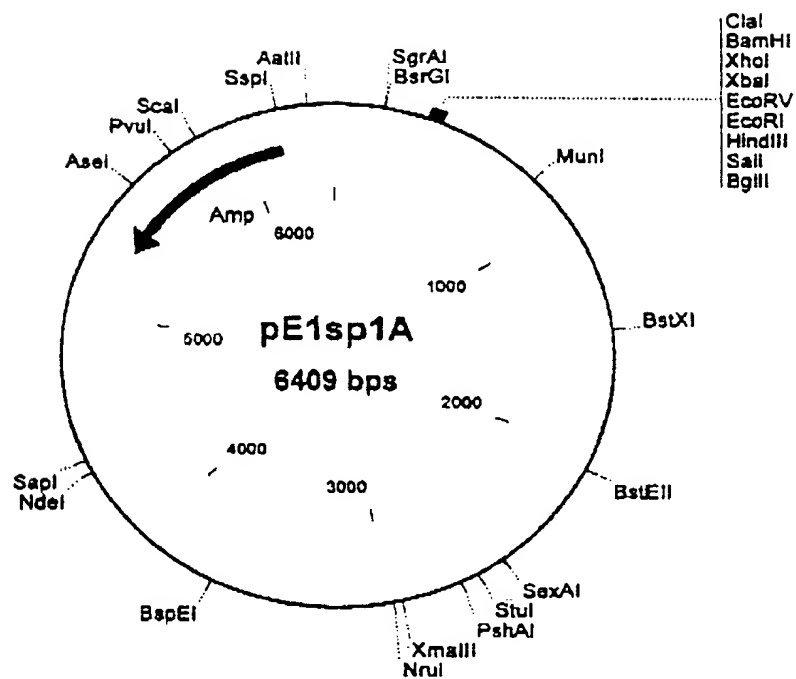 ClaI
BamHI
XhoI
XbaI
EcoRV
EcoRI
HindIII
SalI
BglII
AatII
SspI
SgrAI
BsrGI
ScaI
PvuI
AseI
MunI
Amp
6000
1000
5000
pE1sp1A
6409 bps
BstXI
2000
4000
3000
SapI
NdeI
BstEII
BspEI
SexAI
StuI
PshAI
XmaIII
NruI